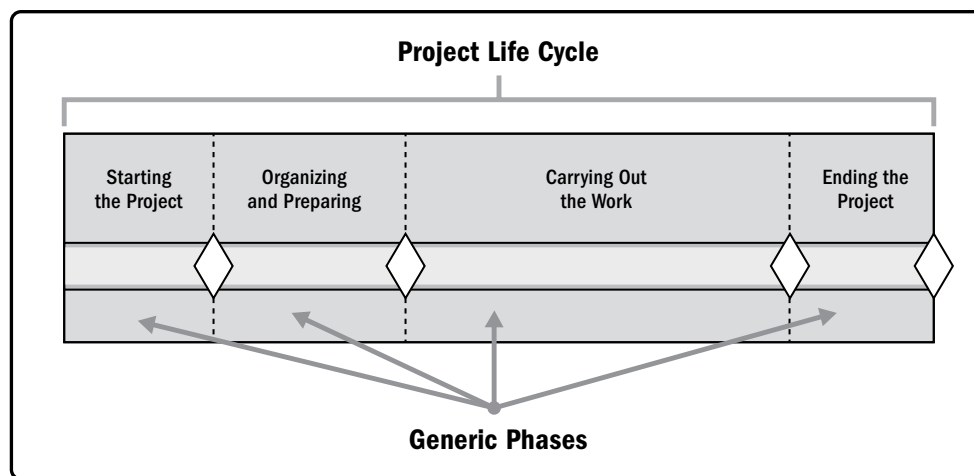 Project Life Cycle
Starting
the Project
Organizing
and Preparing
Carrying Out
the Work
Ending the
Project
Generic Phases